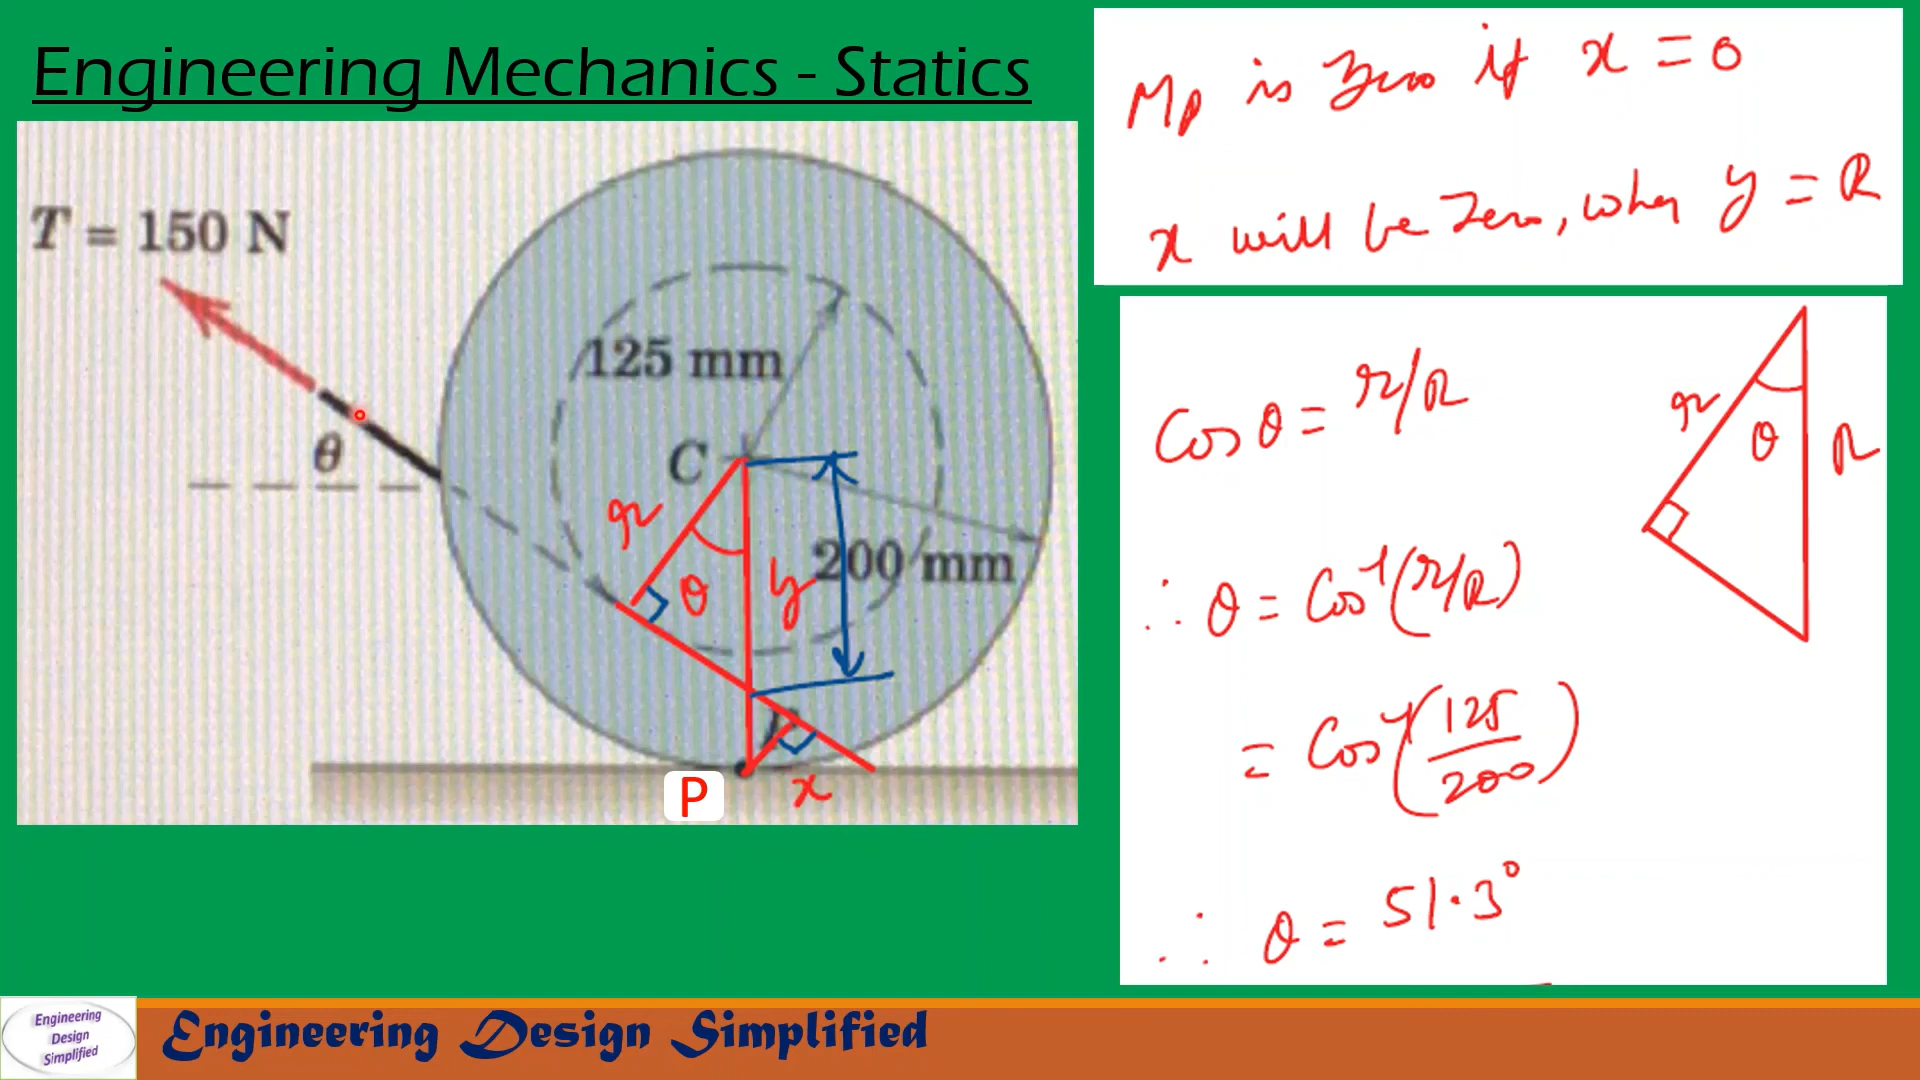 Engineering Mechanics - Statics
T = 150 N
θ
125 mm
C
200 mm
r
θ
y
P
x
Mp is Zero if x = 0
x will be Zero, when y = R
Cos θ = r/R
r
θ
R
∴ θ = Cos⁻¹(r/R)
= Cos⁻¹(125/200)
∴ θ = 51.3°
Engineering
Design
Simplified
Engineering Design Simplified